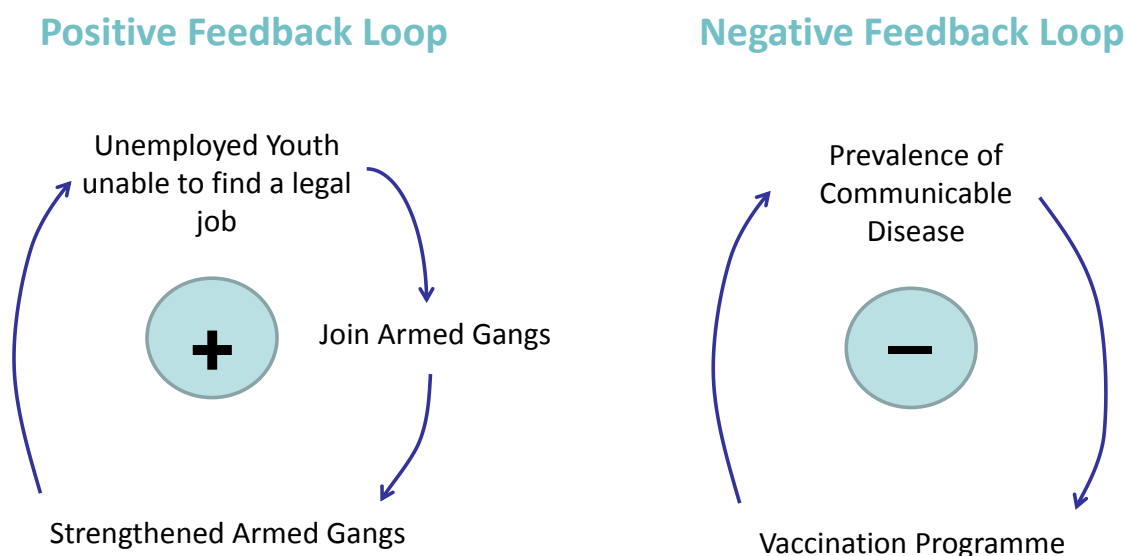 Positive Feedback Loop
Unemployed Youth
unable to find a legal
job
+
Join Armed Gangs
Strengthened Armed Gangs
Negative Feedback Loop
Prevalence of
Communicable
Disease
–
Vaccination Programme